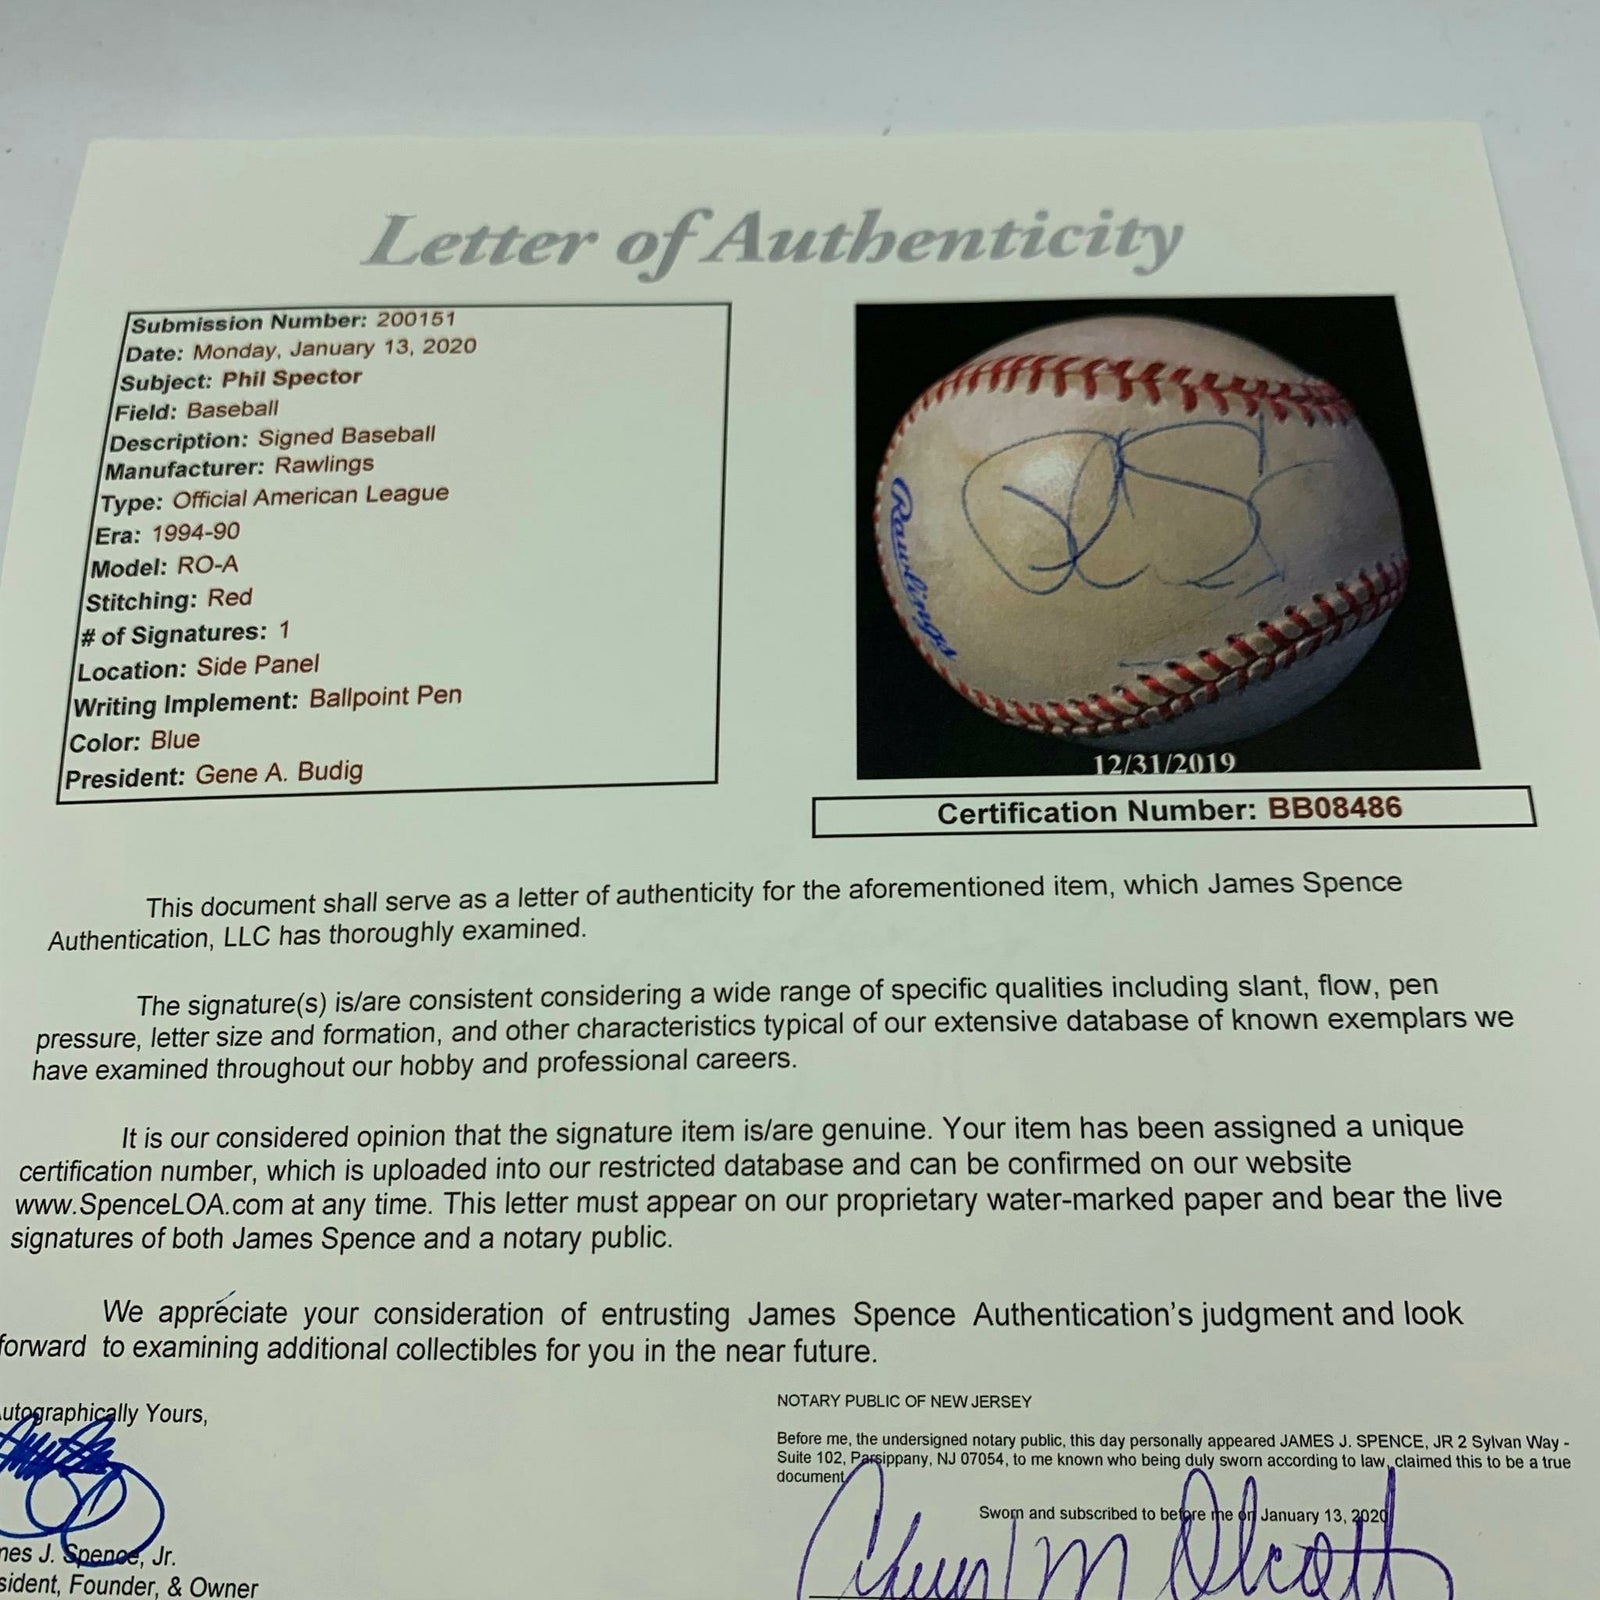 Letter of Authenticity
Submission Number: 200151
Date: Monday, January 13, 2020
Subject: Phil Spector
Field: Baseball
Description: Signed Baseball
Manufacturer: Rawlings
Type: Official American League
Era: 1994-90
Model: RO-A
Stitching: Red
# of Signatures: 1
Location: Side Panel
Writing Implement: Ballpoint Pen
Color: Blue
President: Gene A. Budig
Rawlings
12/31/2019
Certification Number: BB08486
This document shall serve as a letter of authenticity for the aforementioned item, which James Spence
Authentication, LLC has thoroughly examined.
The signature(s) is/are consistent considering a wide range of specific qualities including slant, flow, pen
pressure, letter size and formation, and other characteristics typical of our extensive database of known exemplars we
have examined throughout our hobby and professional careers.
It is our considered opinion that the signature item is/are genuine. Your item has been assigned a unique
certification number, which is uploaded into our restricted database and can be confirmed on our website
www.SpenceLOA.com at any time. This letter must appear on our proprietary water-marked paper and bear the live
signatures of both James Spence and a notary public.
We appreciate your consideration of entrusting James Spence Authentication's judgment and look
forward to examining additional collectibles for you in the near future.
utographically Yours,
nes J. Spence, Jr.
sident, Founder, & Owner
NOTARY PUBLIC OF NEW JERSEY
Before me, the undersigned notary public, this day personally appeared JAMES J. SPENCE, JR 2 Sylvan Way -
Suite 102, Parsippany, NJ 07054, to me known who being duly sworn according to law, claimed this to be a true
document.
Sworn and subscribed to before me on January 13, 2020